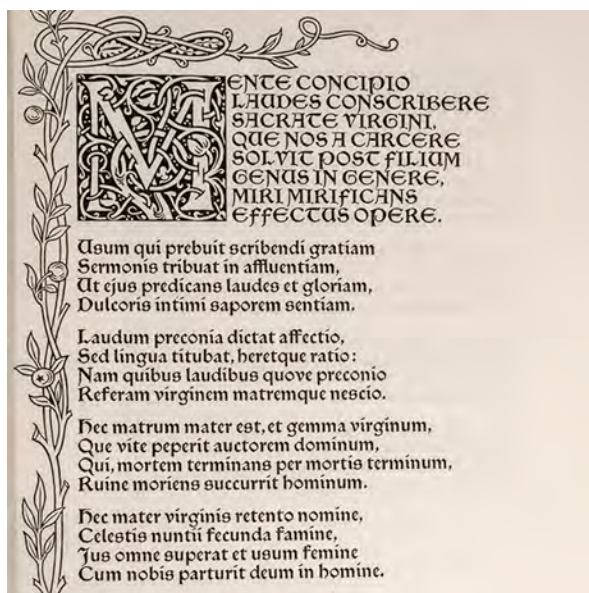 MENTE CONCIPIO
LAUDES CONSCRIBERE
SACRATE VIRGINI,
QUE NOS A CARCERE
SOLVIT POST FILIUM
GENUS IN GENERE,
MIRI MIRIFICANS
EFFECTUS OPERE.
Usum qui prebuit scribendi gratiam
Sermonis tribuat in affluentiam,
Ut ejus predicans laudes et gloriam,
Dulcoris intimi saporem sentiam.
Laudum preconia dictat affectio,
Sed lingua titubat, heretque ratio:
Nam quibus laudibus quove preconio
Referam virginem matremque nescio.
Hec matrum mater est, et gemma virginum,
Que vite peperit auctorem dominum,
Qui, mortem terminans per mortis terminum,
Ruine moriens succurrit hominum.
Hec mater virginis retento nomine,
Celestis nuntii fecunda famine,
Jus omne superat et usum femine
Cum nobis parturit deum in homine.